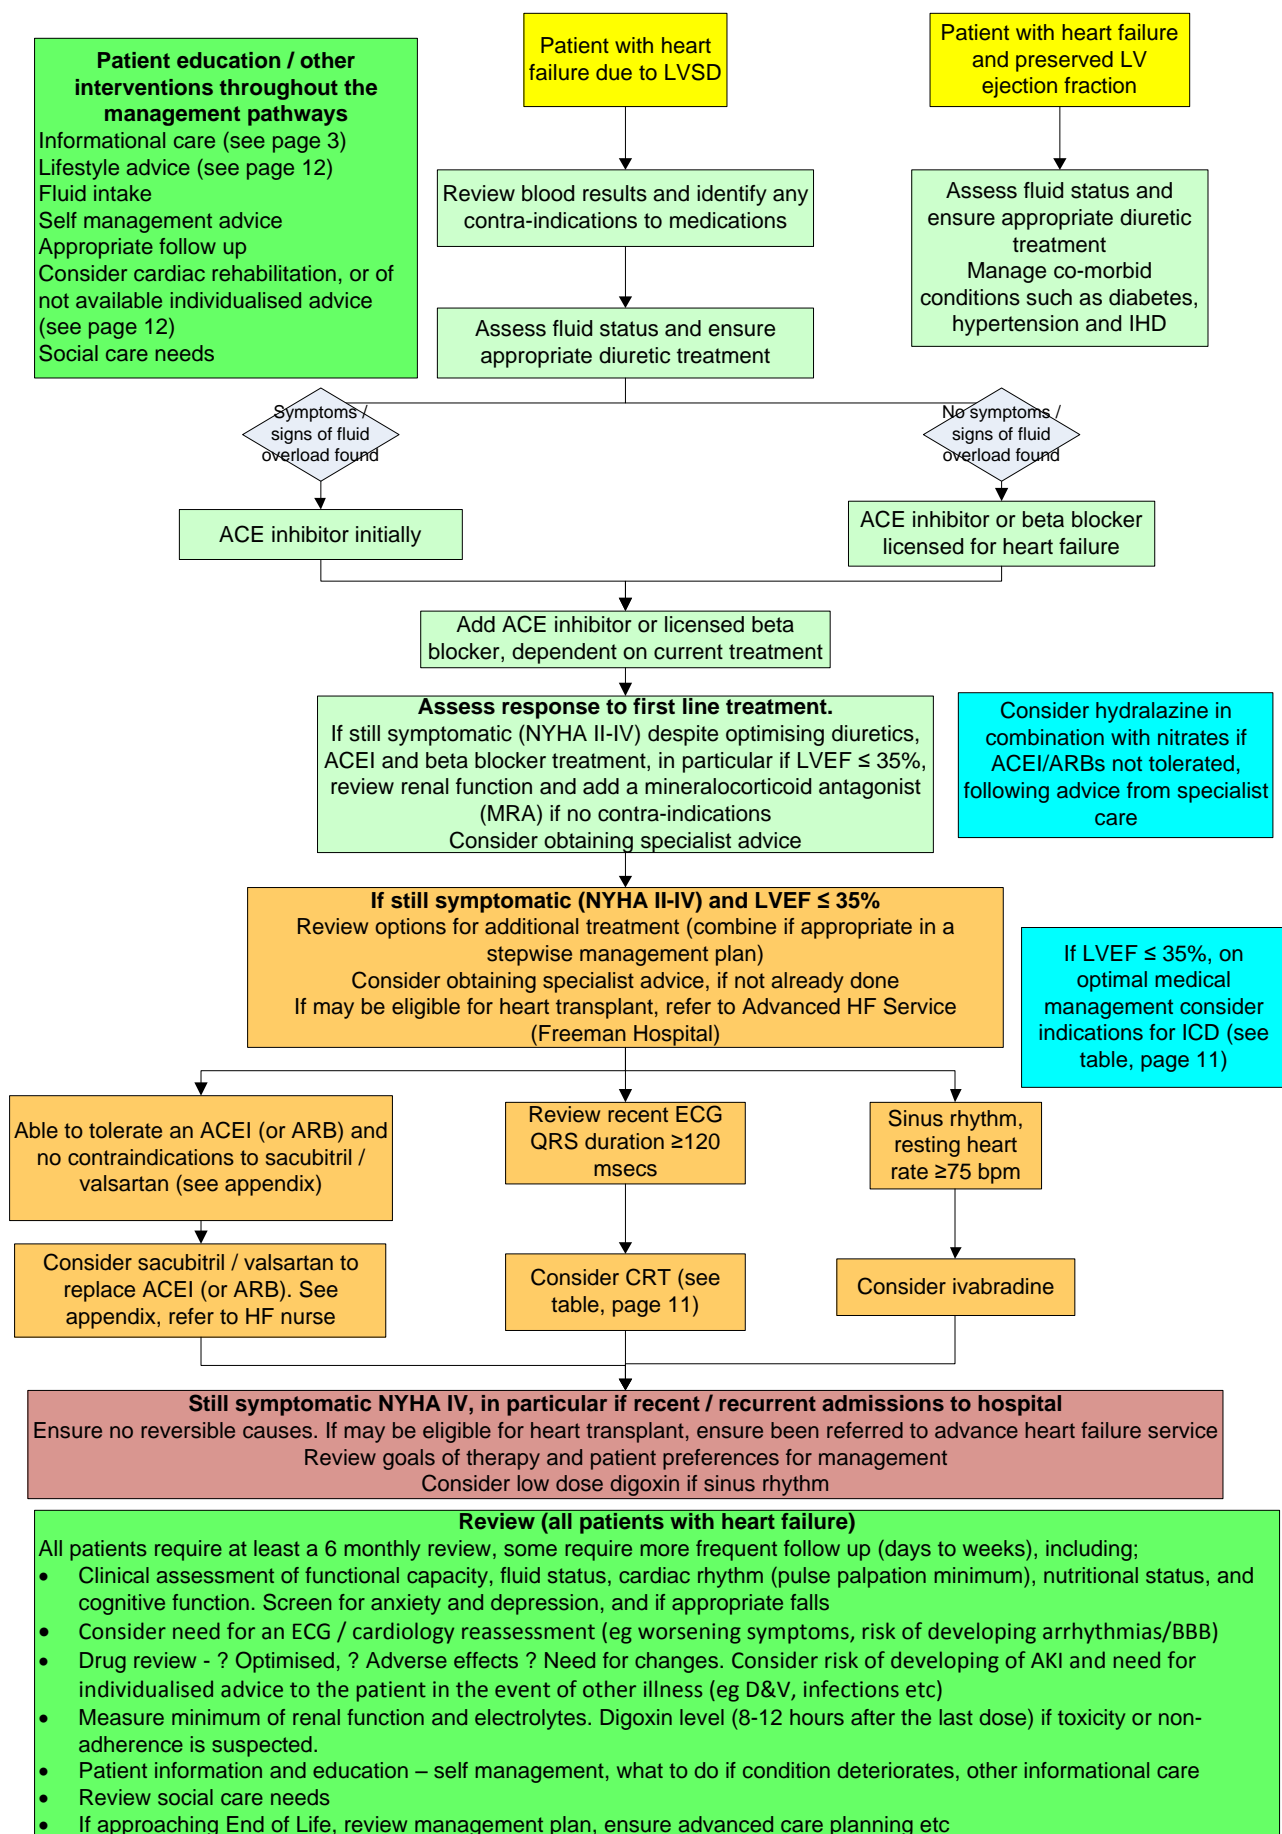 Patient education / other
interventions throughout the
management pathways
Informational care (see page 3)
Lifestyle advice (see page 12)
Fluid intake
Self management advice
Appropriate follow up
Consider cardiac rehabilitation, or of
not available individualised advice
(see page 12)
Social care needs
Patient with heart
failure due to LVSD
Patient with heart failure
and preserved LV
ejection fraction
Review blood results and identify any
contra-indications to medications
Assess fluid status and
ensure appropriate diuretic
treatment
Manage co-morbid
conditions such as diabetes,
hypertension and IHD
Assess fluid status and ensure
appropriate diuretic treatment
Symptoms /
signs of fluid
overload found
No symptoms /
signs of fluid
overload found
ACE inhibitor initially
ACE inhibitor or beta blocker
licensed for heart failure
Add ACE inhibitor or licensed beta
blocker, dependent on current treatment
Assess response to first line treatment.
If still symptomatic (NYHA II-IV) despite optimising diuretics,
ACEI and beta blocker treatment, in particular if LVEF ≤ 35%,
review renal function and add a mineralocorticoid antagonist
(MRA) if no contra-indications
Consider obtaining specialist advice
Consider hydralazine in
combination with nitrates if
ACEI/ARBs not tolerated,
following advice from specialist
care
If still symptomatic (NYHA II-IV) and LVEF ≤ 35%
Review options for additional treatment (combine if appropriate in a
stepwise management plan)
Consider obtaining specialist advice, if not already done
If may be eligible for heart transplant, refer to Advanced HF Service
(Freeman Hospital)
If LVEF ≤ 35%, on
optimal medical
management consider
indications for ICD (see
table, page 11)
Able to tolerate an ACEI (or ARB) and
no contraindications to sacubitril /
valsartan (see appendix)
Review recent ECG
QRS duration ≥120
msecs
Sinus rhythm,
resting heart
rate ≥75 bpm
Consider sacubitril / valsartan to
replace ACEI (or ARB). See
appendix, refer to HF nurse
Consider CRT (see
table, page 11)
Consider ivabradine
Still symptomatic NYHA IV, in particular if recent / recurrent admissions to hospital
Ensure no reversible causes. If may be eligible for heart transplant, ensure been referred to advance heart failure service
Review goals of therapy and patient preferences for management
Consider low dose digoxin if sinus rhythm
Review (all patients with heart failure)
All patients require at least a 6 monthly review, some require more frequent follow up (days to weeks), including;
• Clinical assessment of functional capacity, fluid status, cardiac rhythm (pulse palpation minimum), nutritional status, and
cognitive function. Screen for anxiety and depression, and if appropriate falls
• Consider need for an ECG / cardiology reassessment (eg worsening symptoms, risk of developing arrhythmias/BBB)
• Drug review - ? Optimised, ? Adverse effects ? Need for changes. Consider risk of developing of AKI and need for
individualised advice to the patient in the event of other illness (eg D&V, infections etc)
• Measure minimum of renal function and electrolytes. Digoxin level (8-12 hours after the last dose) if toxicity or non-
adherence is suspected.
• Patient information and education – self management, what to do if condition deteriorates, other informational care
• Review social care needs
• If approaching End of Life, review management plan, ensure advanced care planning etc